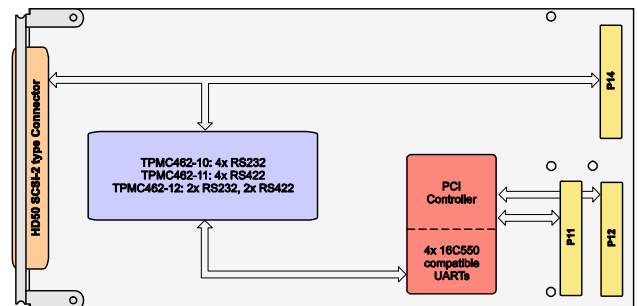 HD50 SCSI-2 type Connector
P14
TPMC462-10: 4x RS232
TPMC462-11: 4x RS422
TPMC462-12: 2x RS232, 2x RS422
PCI
Controller
4x 16C550
compatible
UARTs
P11
P12